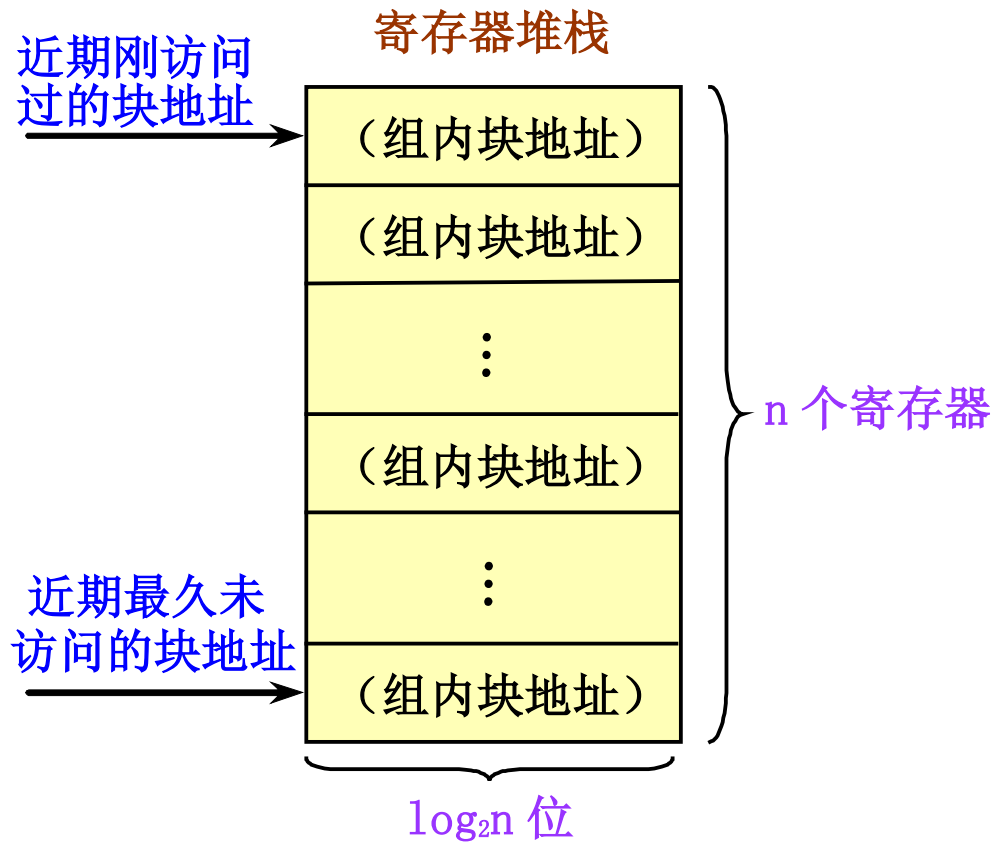 寄存器堆栈
近期刚访问
过的块地址
（组内块地址）
（组内块地址）
⋮
（组内块地址）
⋮
（组内块地址）
近期最久未
访问的块地址
n 个寄存器
log₂n 位